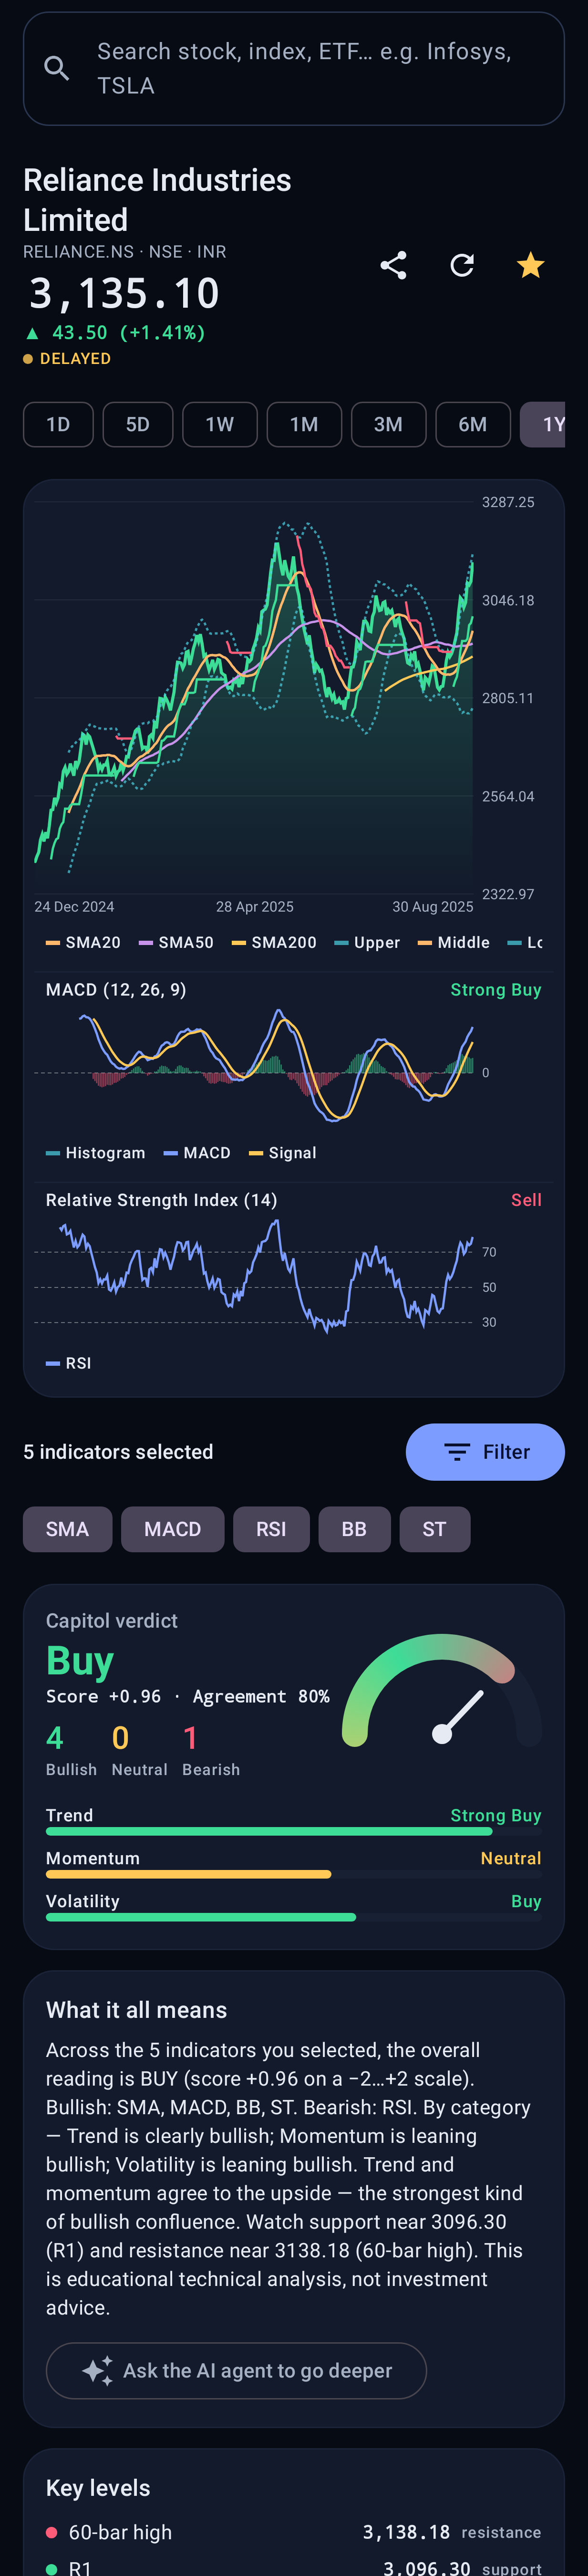 Search stock, index, ETF… e.g. Infosys,
TSLA
Reliance Industries
Limited
RELIANCE.NS · NSE · INR
3,135.10
▲ 43.50 (+1.41%)
DELAYED
1D 5D 1W 1M 3M 6M 1Y
3287.25
3046.18
2805.11
2564.04
2322.97
24 Dec 2024 28 Apr 2025 30 Aug 2025
SMA20 SMA50 SMA200 Upper Middle
MACD (12, 26, 9) Strong Buy
0
Histogram MACD Signal
Relative Strength Index (14) Sell
70
50
30
RSI
5 indicators selected Filter
SMA MACD RSI BB ST
Capitol verdict
Buy
Score +0.96 · Agreement 80%
4 0 1
Bullish Neutral Bearish
Trend Strong Buy
Momentum Neutral
Volatility Buy
What it all means
Across the 5 indicators you selected, the overall
reading is BUY (score +0.96 on a −2…+2 scale).
Bullish: SMA, MACD, BB, ST. Bearish: RSI. By category
— Trend is clearly bullish; Momentum is leaning
bullish; Volatility is leaning bullish. Trend and
momentum agree to the upside — the strongest kind
of bullish confluence. Watch support near 3096.30
(R1) and resistance near 3138.18 (60-bar high). This
is educational technical analysis, not investment
advice.
Ask the AI agent to go deeper
Key levels
60-bar high 3,138.18 resistance
R1 3,096.30 support